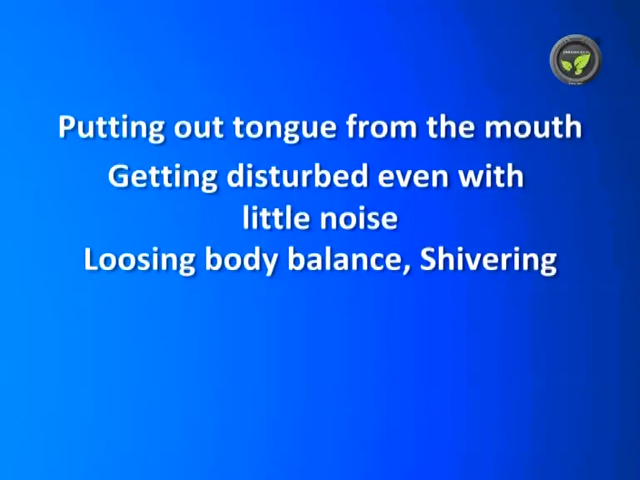 Putting out tongue from the mouth
Getting disturbed even with
little noise
Loosing body balance, Shivering